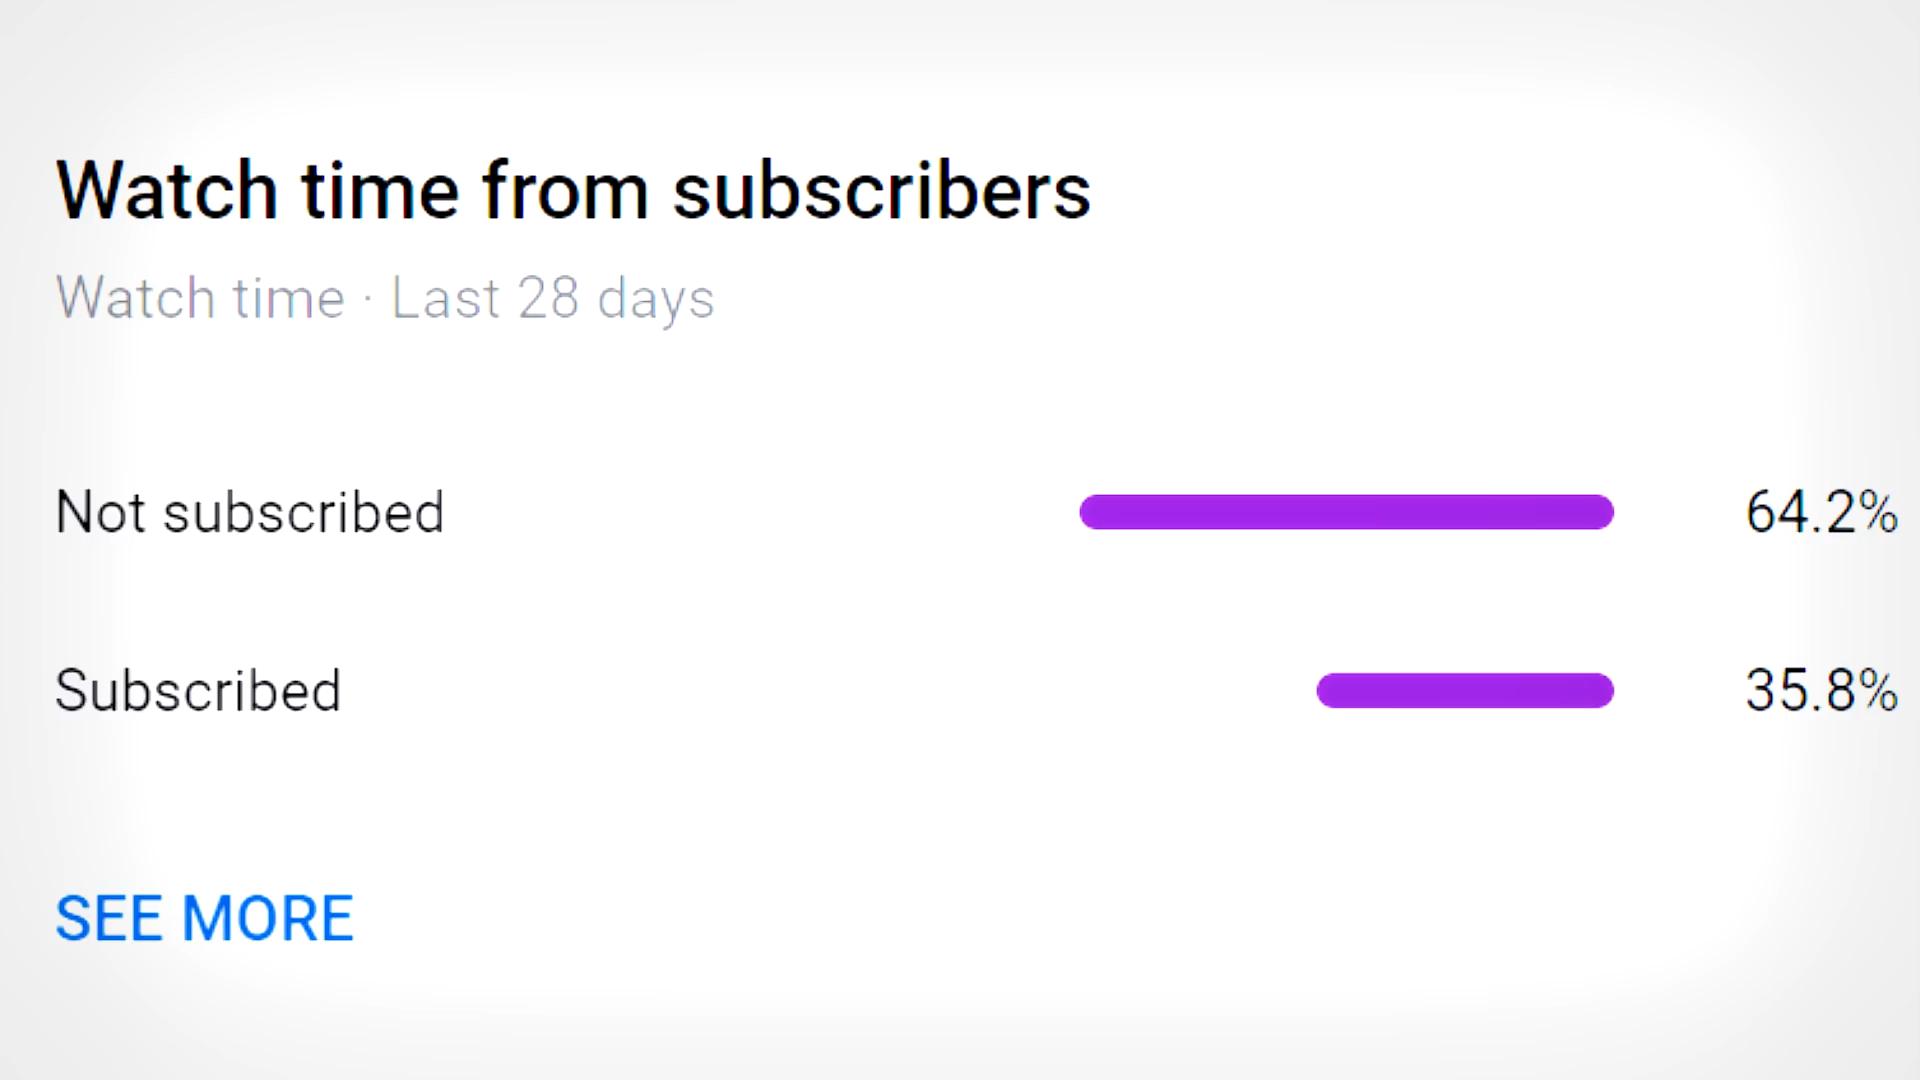 Watch time from subscribers
Watch time · Last 28 days
Not subscribed 64.2%
Subscribed 35.8%
SEE MORE